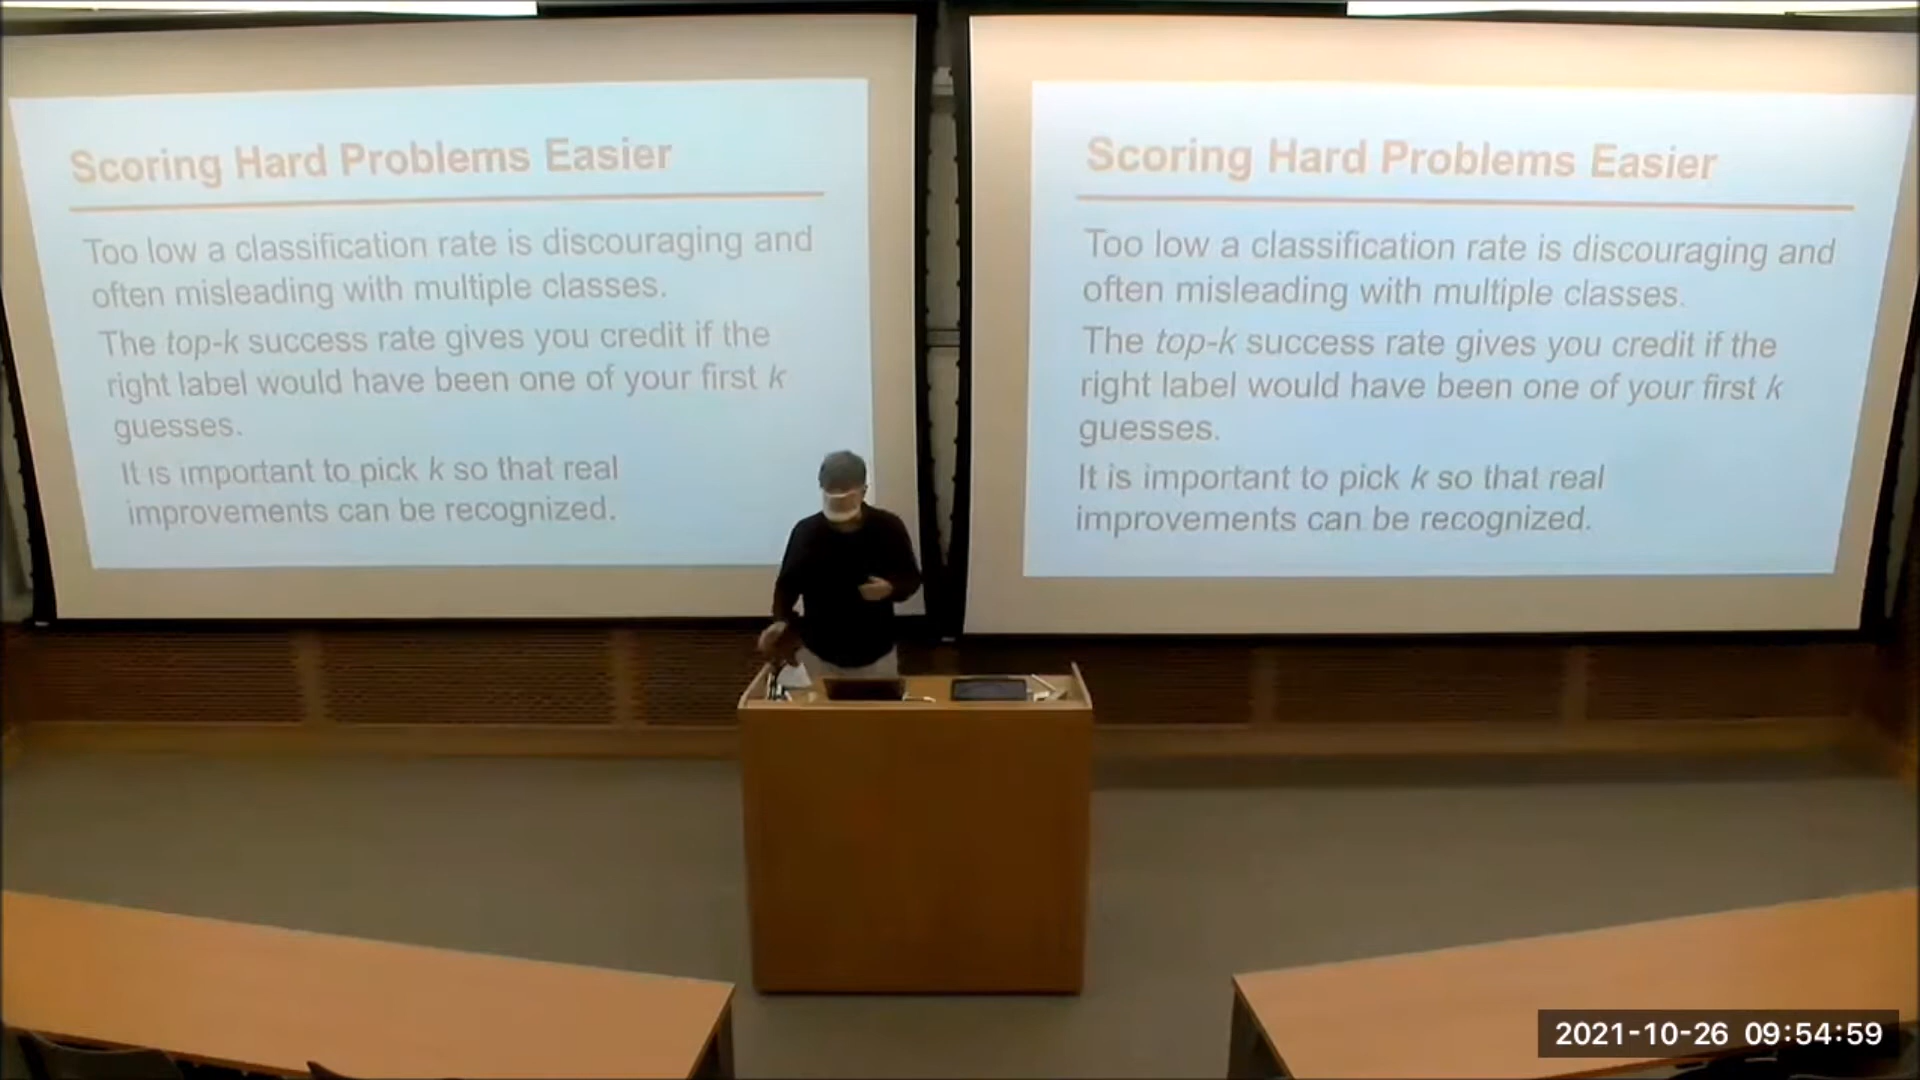 Scoring Hard Problems Easier
Too low a classification rate is discouraging and
often misleading with multiple classes.
The top-k success rate gives you credit if the
right label would have been one of your first k
guesses.
It is important to pick k so that real
improvements can be recognized.
Scoring Hard Problems Easier
Too low a classification rate is discouraging and
often misleading with multiple classes.
The top-k success rate gives you credit if the
right label would have been one of your first k
guesses.
It is important to pick k so that real
improvements can be recognized.
2021-10-26 09:54:59